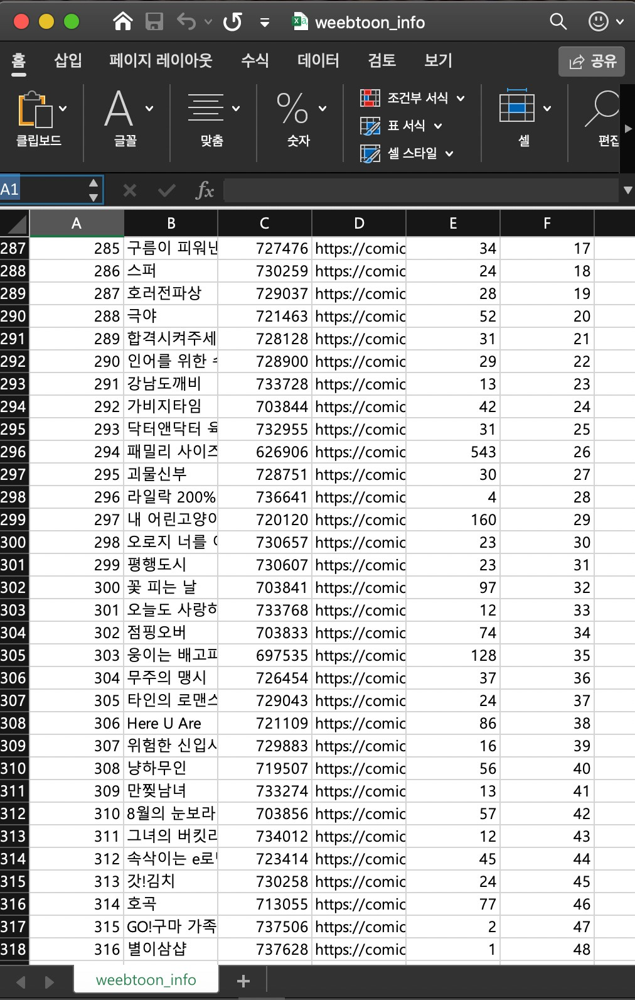 weebtoon_info
홈 삽입 페이지 레이아웃 수식 데이터 검토 보기 공유
클립보드 글꼴 맞춤 % 숫자 조건부 서식 표 서식 셀 스타일 셀 편집
A1 fx
A B C D E F
287 285 구름이 피워낸 727476 https://comic 34 17
288 286 스퍼 730259 https://comic 24 18
289 287 호러전파상 729037 https://comic 28 19
290 288 극야 721463 https://comic 52 20
291 289 합격시켜주세 728128 https://comic 31 21
292 290 인어를 위한 728900 https://comic 29 22
293 291 강남도깨비 733728 https://comic 13 23
294 292 가비지타임 703844 https://comic 42 24
295 293 닥터앤닥터 732955 https://comic 31 25
296 294 패밀리 사이즈 626906 https://comic 543 26
297 295 괴물신부 728751 https://comic 30 27
298 296 라일락 200% 736641 https://comic 4 28
299 297 내 어린고양이 720120 https://comic 160 29
300 298 오로지 너를 730657 https://comic 23 30
301 299 평행도시 730607 https://comic 23 31
302 300 꽃 피는 날 703841 https://comic 97 32
303 301 오늘도 사랑하 733768 https://comic 12 33
304 302 점핑오버 703833 https://comic 74 34
305 303 웅이는 배고파 697535 https://comic 128 35
306 304 무주의 맹시 726454 https://comic 37 36
307 305 타인의 로맨스 729043 https://comic 24 37
308 306 Here U Are 721109 https://comic 86 38
309 307 위험한 신입사 729883 https://comic 16 39
310 308 냥하무인 719507 https://comic 56 40
311 309 만찢남녀 733274 https://comic 13 41
312 310 8월의 눈보라 703856 https://comic 57 42
313 311 그녀의 버킷리 734012 https://comic 12 43
314 312 속삭이는 e로 723414 https://comic 45 44
315 313 갓!김치 730258 https://comic 24 45
316 314 호곡 713055 https://comic 77 46
317 315 GO!구마 가족 737506 https://comic 2 47
318 316 별이삼샵 737628 https://comic 1 48
weebtoon_info